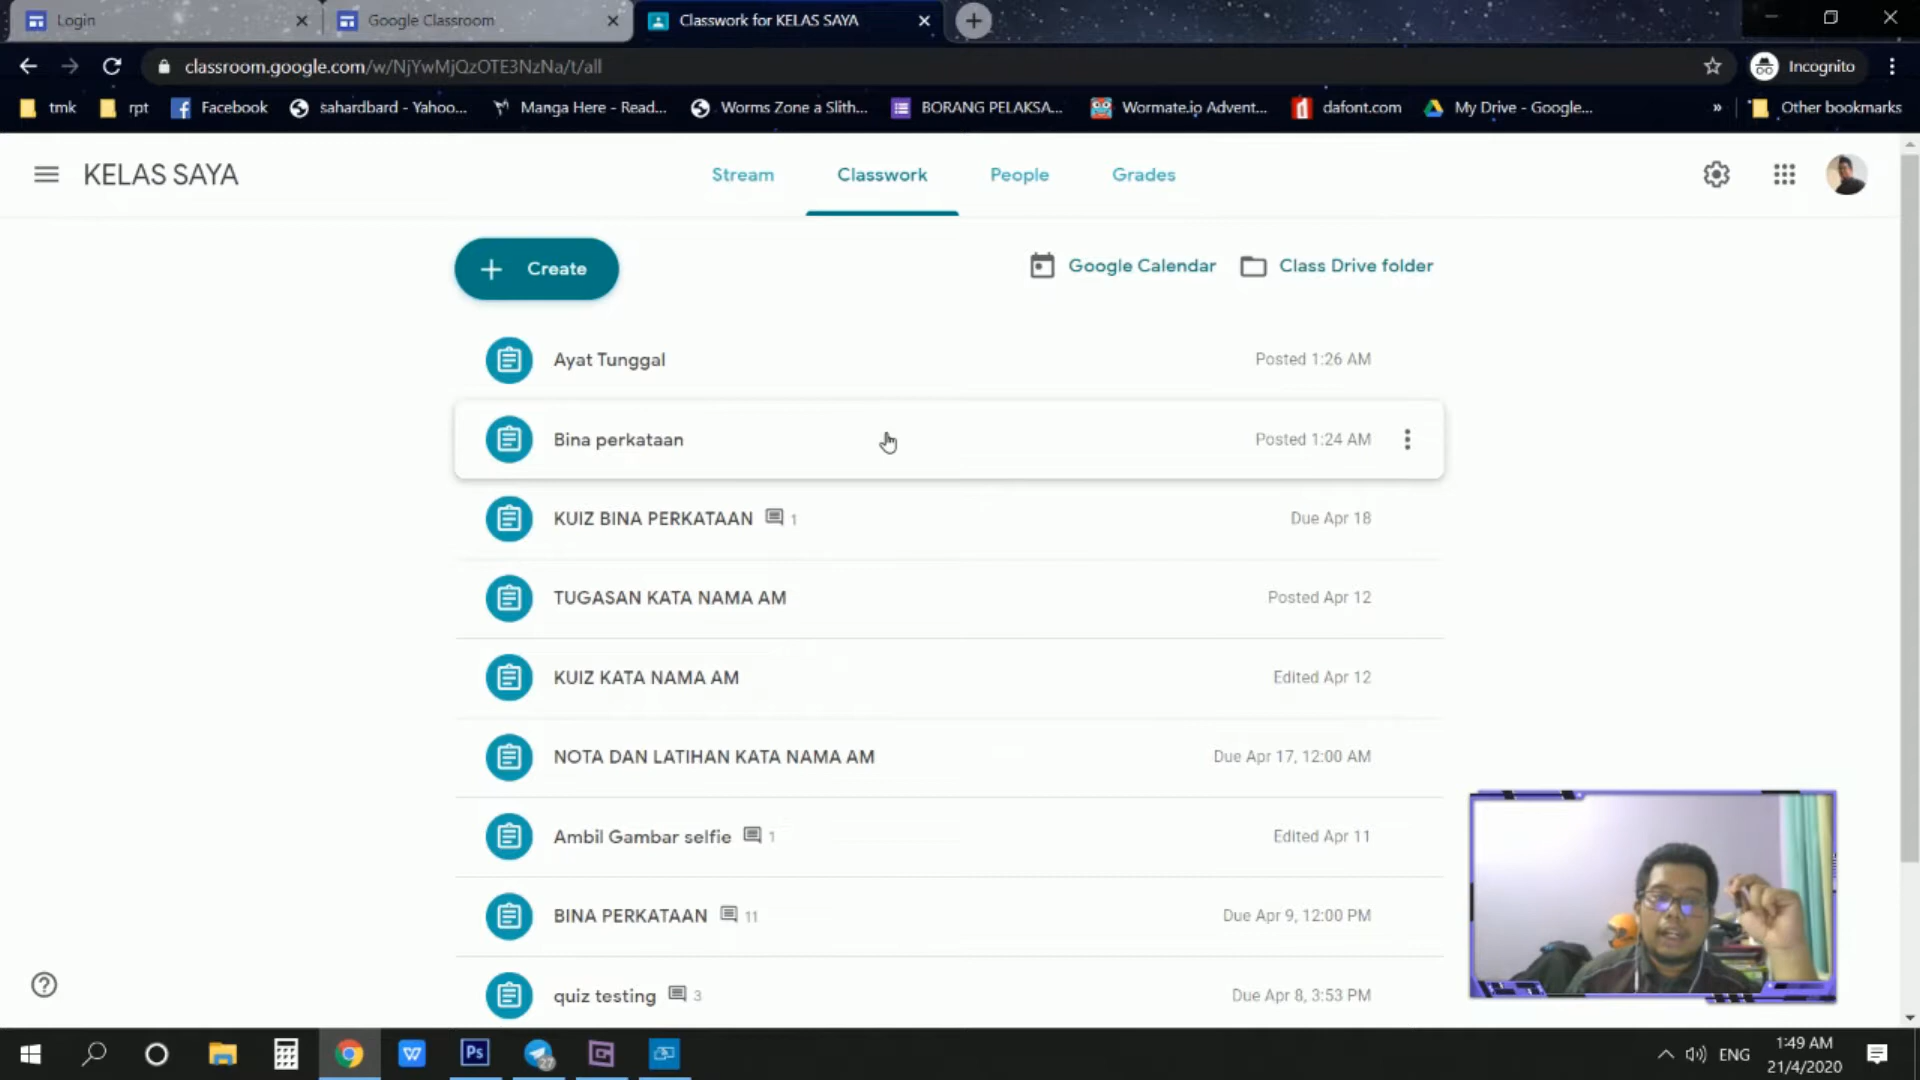 Login
Google Classroom
Classwork for KELAS SAYA
classroom.google.com/w/NjYwMjQzOTE3NzNa/t/all
Incognito
tmk
rpt
Facebook
sahardbard - Yahoo...
Manga Here - Read...
Worms Zone a Slith...
BORANG PELAKSA...
Wormate.io Advent...
dafont.com
My Drive - Google...
»
Other bookmarks
KELAS SAYA
Stream
Classwork
People
Grades
+ Create
Google Calendar
Class Drive folder
Ayat Tunggal
Posted 1:26 AM
Bina perkataan
Posted 1:24 AM
KUIZ BINA PERKATAAN 1
Due Apr 18
TUGASAN KATA NAMA AM
Posted Apr 12
KUIZ KATA NAMA AM
Edited Apr 12
NOTA DAN LATIHAN KATA NAMA AM
Due Apr 17, 12:00 AM
Ambil Gambar selfie 1
Edited Apr 11
BINA PERKATAAN 11
Due Apr 9, 12:00 PM
quiz testing 3
Due Apr 8, 3:53 PM
W
Ps
27
ENG
1:49 AM
21/4/2020